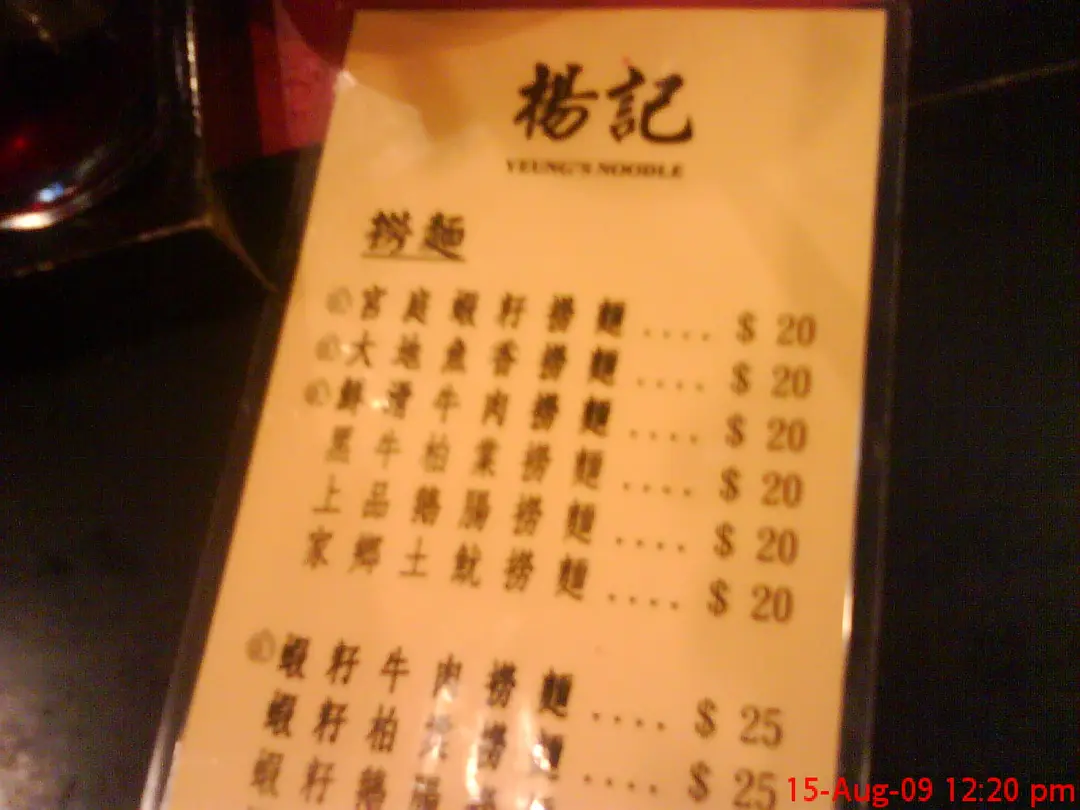 楊記
YEUNG'S NOODLE
撈麵
宮庭蝦籽撈麵 .... $ 20
大地魚香撈麵 .... $ 20
鮮滑牛肉撈麵 .... $ 20
黑牛柏葉撈麵 .... $ 20
上品鵝腸撈麵 .... $ 20
家鄉土魷撈麵 .... $ 20
蝦籽牛肉撈麵 .... $ 25
蝦籽柏葉撈麵 .... $ 25
蝦籽鵝腸
15-Aug-09 12:20 pm